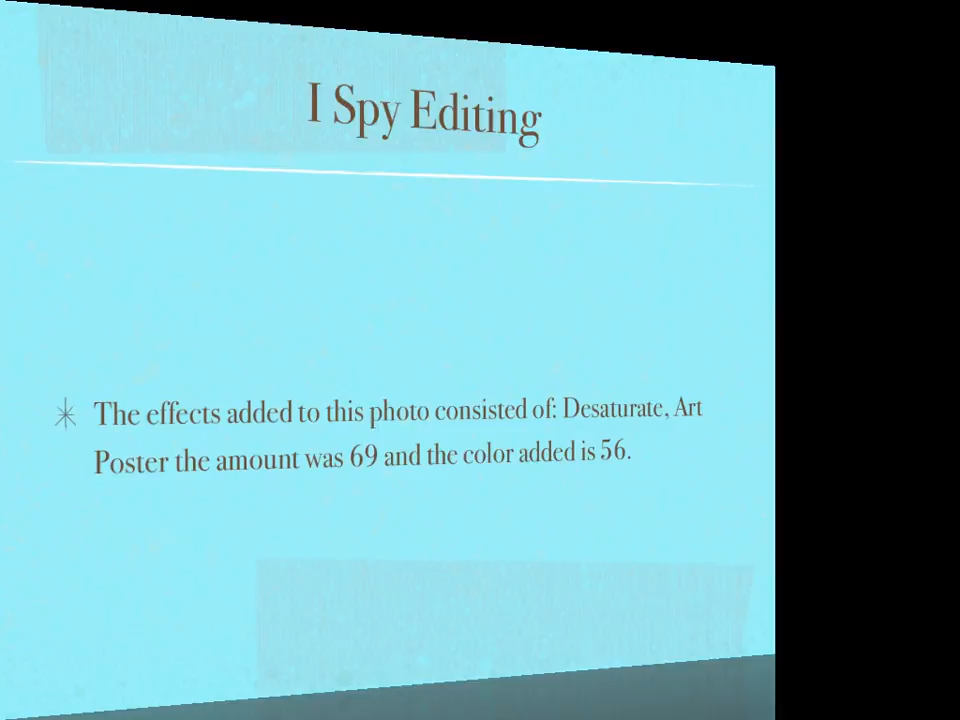 I Spy Editing
The effects added to this photo consisted of: Desaturate, Art
Poster the amount was 69 and the color added is 56.